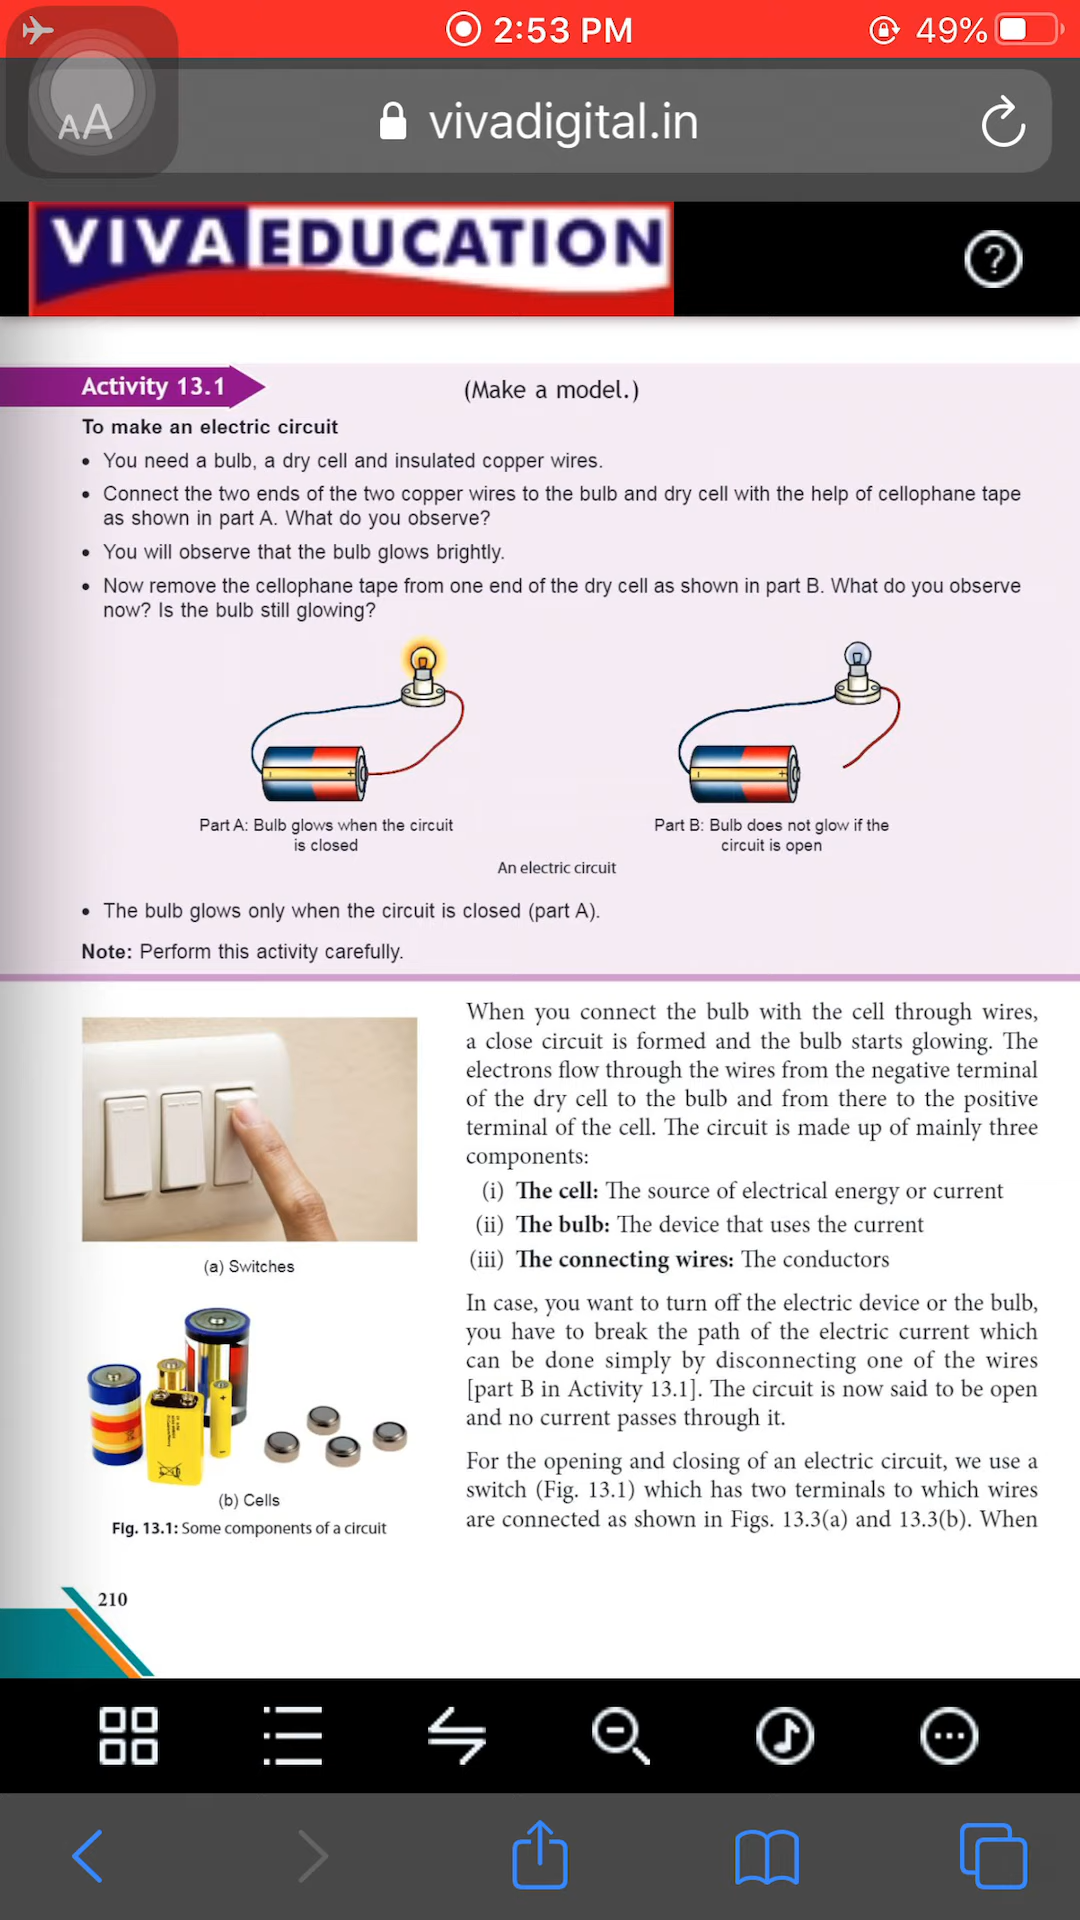 2:53 PM
49%
AA
vivadigital.in
VIVA EDUCATION
?
Activity 13.1
(Make a model.)
To make an electric circuit
• You need a bulb, a dry cell and insulated copper wires.
• Connect the two ends of the two copper wires to the bulb and dry cell with the help of cellophane tape
as shown in part A. What do you observe?
• You will observe that the bulb glows brightly.
• Now remove the cellophane tape from one end of the dry cell as shown in part B. What do you observe
now? Is the bulb still glowing?
Part A: Bulb glows when the circuit
is closed
Part B: Bulb does not glow if the
circuit is open
An electric circuit
• The bulb glows only when the circuit is closed (part A).
Note: Perform this activity carefully.
(a) Switches
(b) Cells
Fig. 13.1: Some components of a circuit
When you connect the bulb with the cell through wires,
a close circuit is formed and the bulb starts glowing. The
electrons flow through the wires from the negative terminal
of the dry cell to the bulb and from there to the positive
terminal of the cell. The circuit is made up of mainly three
components:
(i) The cell: The source of electrical energy or current
(ii) The bulb: The device that uses the current
(iii) The connecting wires: The conductors
In case, you want to turn off the electric device or the bulb,
you have to break the path of the electric current which
can be done simply by disconnecting one of the wires
[part B in Activity 13.1]. The circuit is now said to be open
and no current passes through it.
For the opening and closing of an electric circuit, we use a
switch (Fig. 13.1) which has two terminals to which wires
are connected as shown in Figs. 13.3(a) and 13.3(b). When
210